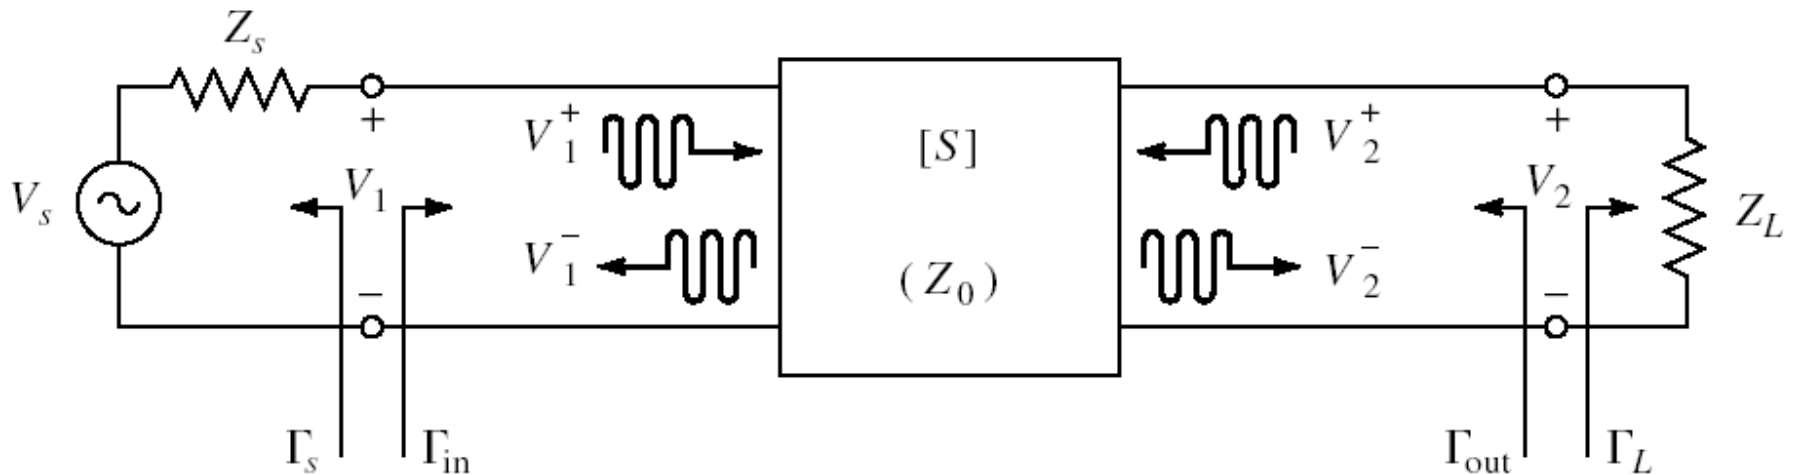 Z_s
+
V_1^+
[S]
V_2^+
+
V_s
V_1
V_2
Z_L
V_1^-
(Z_0)
V_2^-
−
−
Γ_s
Γ_in
Γ_out
Γ_L